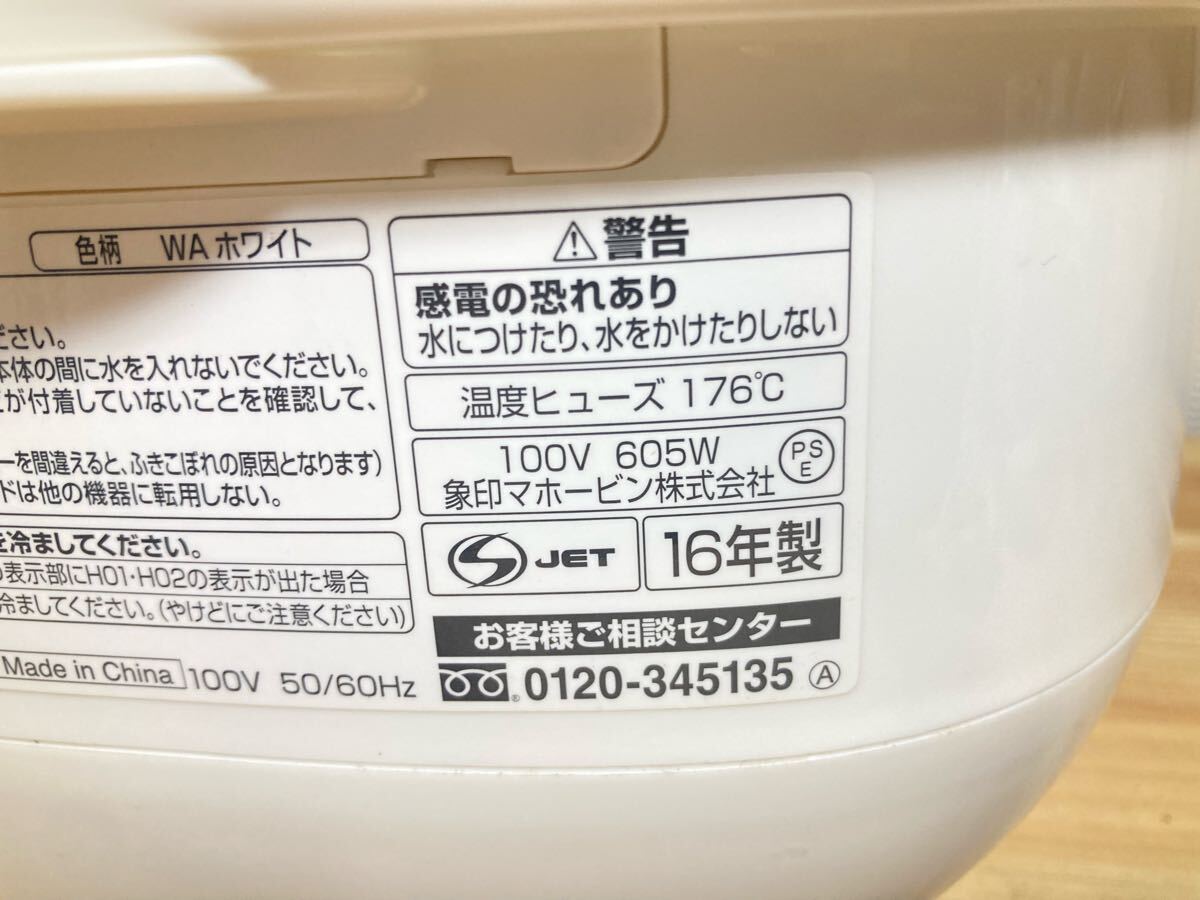 色柄 WA ホワイト
ださい。
本体の間に水を入れないでください。
が付着していないことを確認して、
ーを間違えると、ふきこぼれの原因となります)
ドは他の機器に転用しない。
を冷ましてください。
表示部にH01・H02の表示が出た場合
冷ましてください。(やけどにご注意ください)
Made in China 100V 50/60Hz
⚠警告
感電の恐れあり
水につけたり、水をかけたりしない
温度ヒューズ 176℃
100V 605W
象印マホービン株式会社
PS
E
S JET
16年製
お客様ご相談センター
0120-345135 Ⓐ